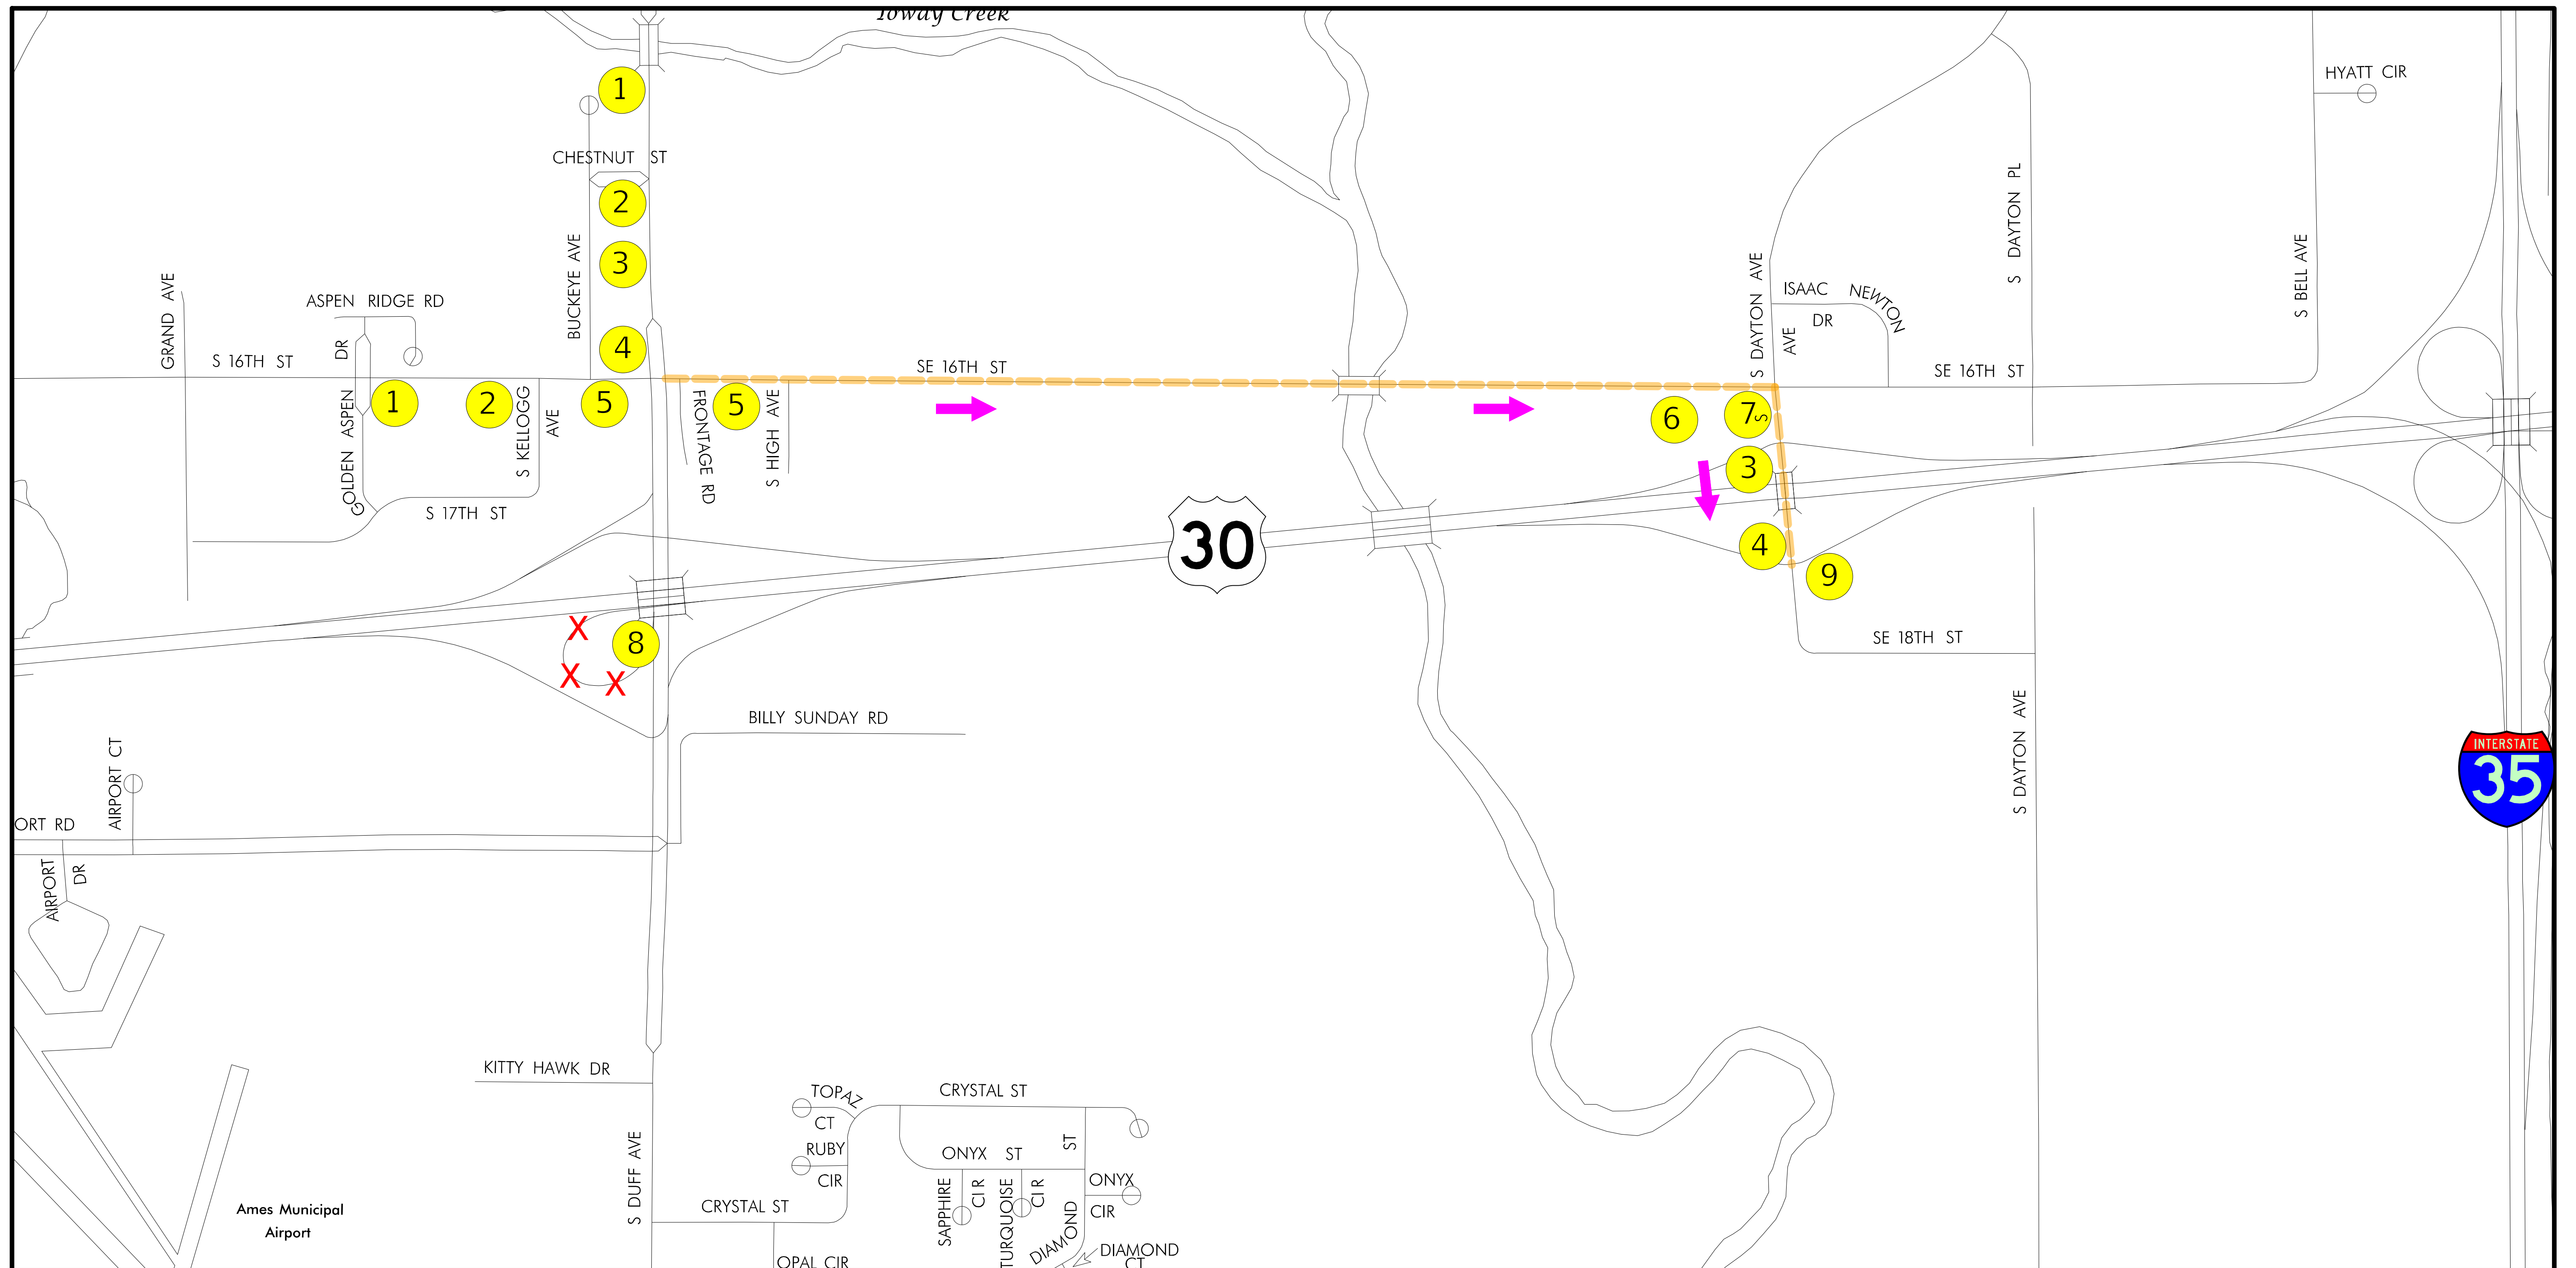 Ioway Creek
HYATT CIR
1
CHESTNUT ST
2
BUCKEYE AVE
3
GRAND AVE
ASPEN RIDGE RD
S 16TH ST
DR
4
SE 16TH ST
S DAYTON AVE
ISAAC NEWTON
DR
AVE
S DAYTON PL
S BELL AVE
SE 16TH ST
GOLDEN ASPEN
1
2
S KELLOGG
AVE
5
FRONTAGE RD
5
S HIGH AVE
6
7
S
3
S 17TH ST
30
4
9
8
X
X
X
SE 18TH ST
BILLY SUNDAY RD
S DAYTON AVE
INTERSTATE
35
ORT RD
AIRPORT CT
AIRPORT
DR
KITTY HAWK DR
TOPAZ
CT
CRYSTAL ST
RUBY
CIR
ONYX ST
ST
ONYX
CIR
S DUFF AVE
CRYSTAL ST
SAPPHIRE
CIR
TURQUOISE
CIR
DIAMOND
DIAMOND
CT
Ames Municipal
Airport
OPAL CIR